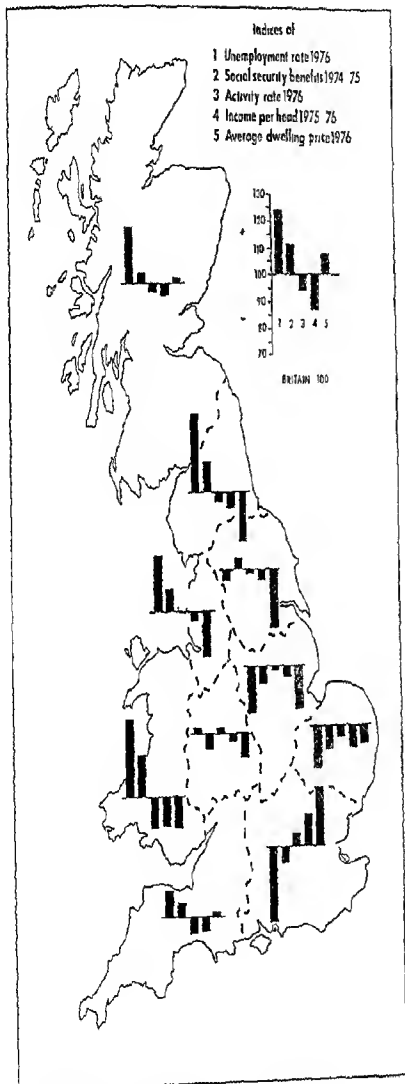 Indices of
1 Unemployment rate 1976
2 Social security benefits 1974 75
3 Activity rate 1976
4 Income per head 1975 76
5 Average dwelling price 1976
130
120
+
110
100
90
80
70
1 2 3 4 5
BRITAIN 100